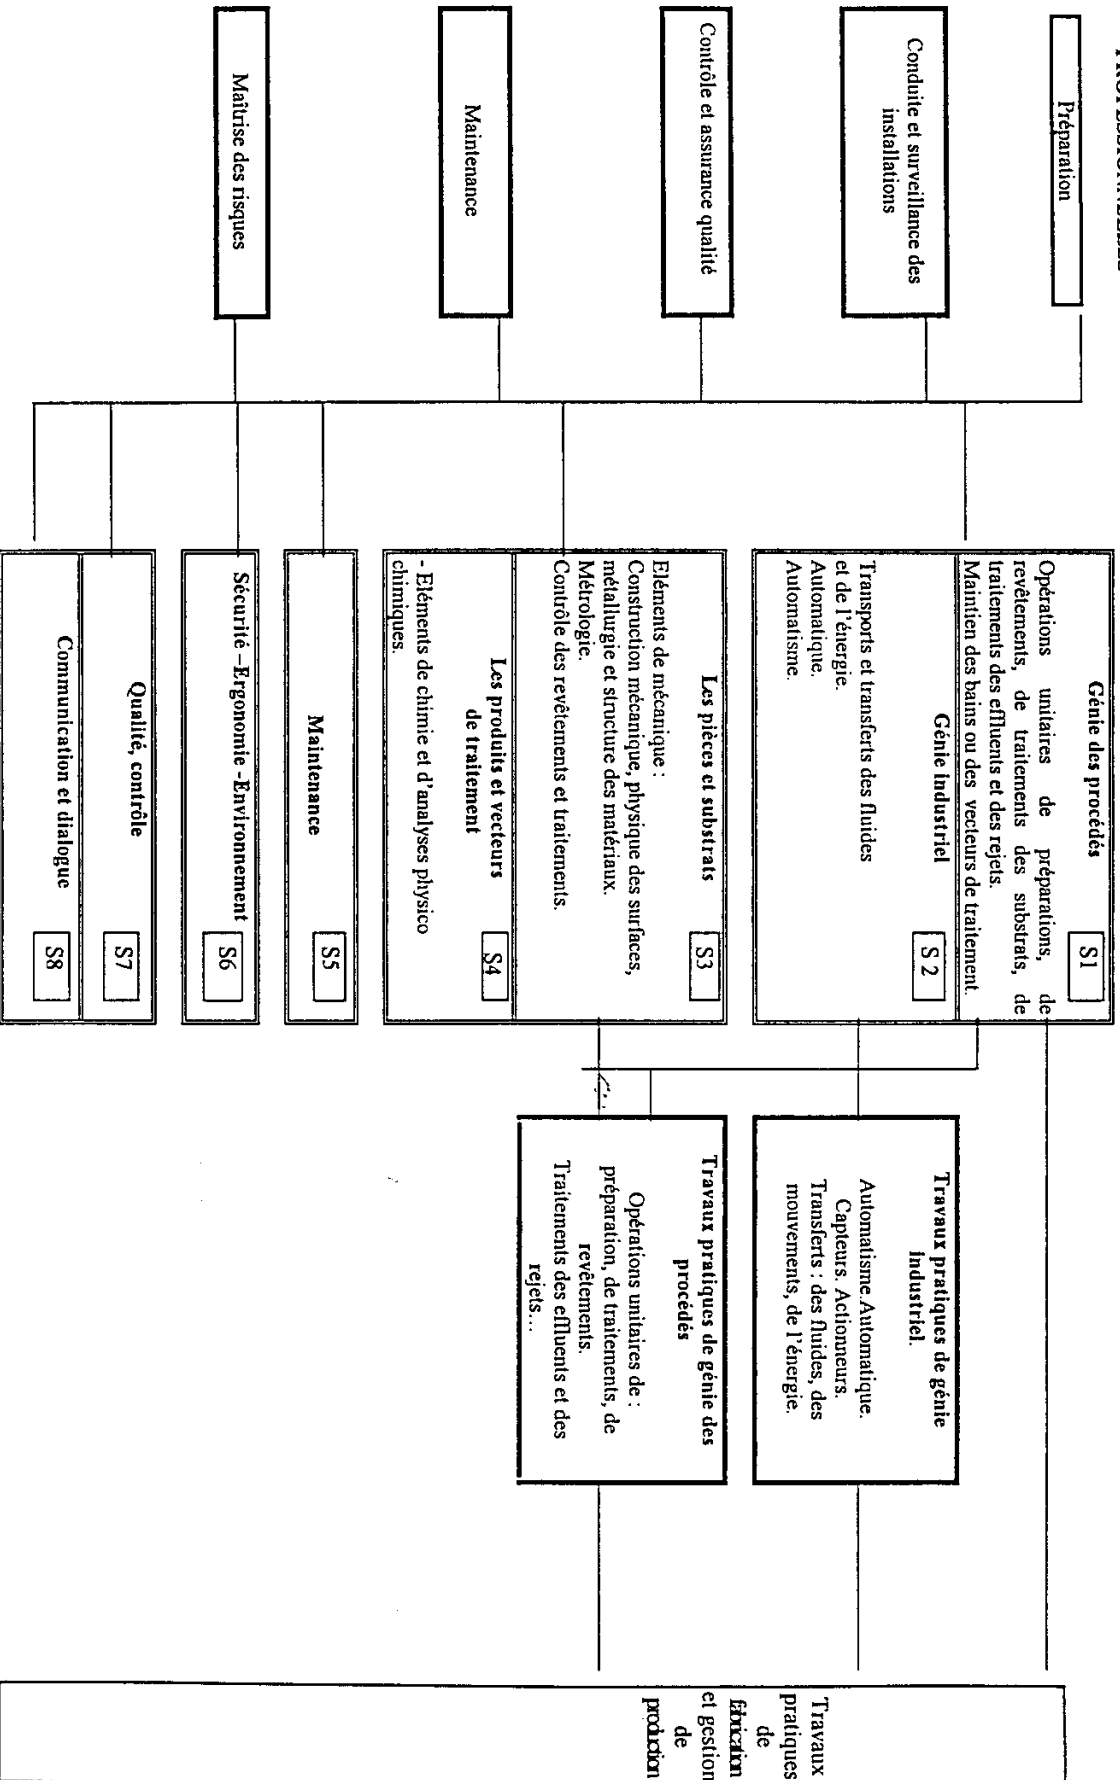 Préparation
Conduite et surveillance des
installations
Contrôle et assurance qualité
Maintenance
Maîtrise des risques
Génie des procédés
S1
Opérations unitaires de préparations, de
revêtements, de traitements des substrats, de
traitements des effluents et des rejets.
Maintien des bains ou des vecteurs de traitement.
Génie industriel
S 2
Transports et transferts des fluides
et de l'énergie.
Automatique.
Automatisme.
Les pièces et substrats
S3
Eléments de mécanique :
Construction mécanique, physique des surfaces,
métallurgie et structure des matériaux.
Métrologie.
Contrôle des revêtements et traitements.
Les produits et vecteurs
de traitement
S4
- Eléments de chimie et d'analyses physico
chimiques.
Maintenance
S5
Sécurité –Ergonomie -Environnement
S6
Qualité, contrôle
S7
Communication et dialogue
S8
Travaux pratiques de génie
industriel.
Automatisme.Automatique.
Capteurs. Actionneurs.
Transferts : des fluides, des
mouvements, de l'énergie.
Travaux pratiques de génie des
procédés
Opérations unitaires de :
préparation, de traitements, de
revêtements.
Traitements des effluents et des
rejets...
Travaux
pratiques
de
fabrication
et gestion
de
production